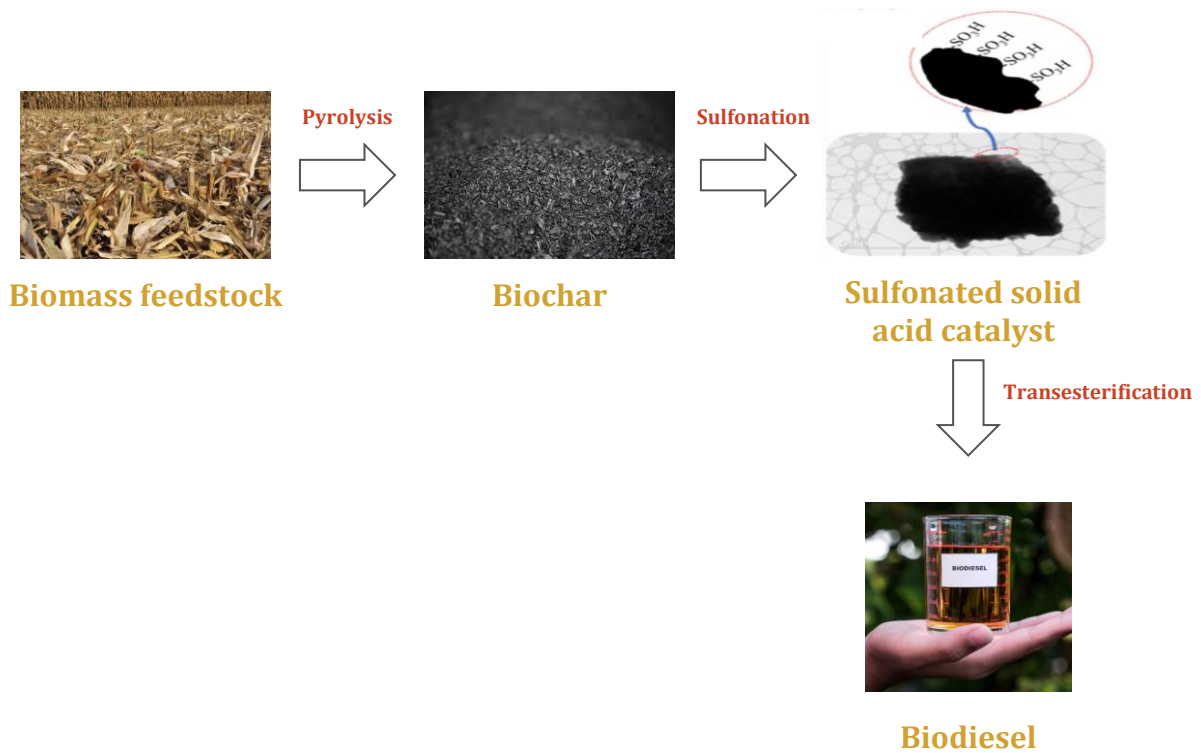 -SO₃H
-SO₃H
-SO₃H
-SO₃H
Pyrolysis
Sulfonation
Biomass feedstock
Biochar
Sulfonated solid
acid catalyst
Transesterification
BIODIESEL
Biodiesel